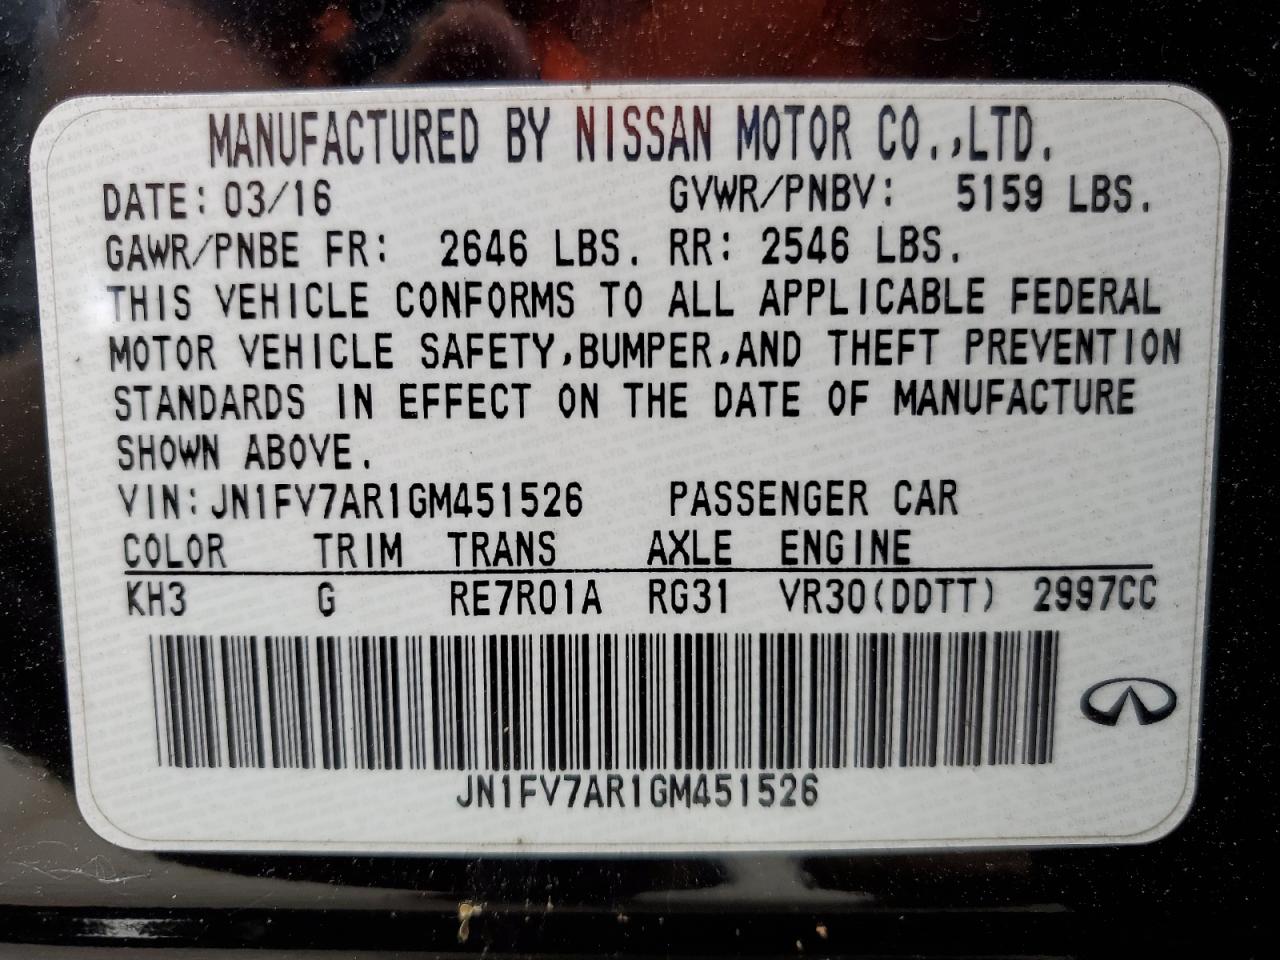 MANUFACTURED BY NISSAN MOTOR CO.,LTD.
DATE: 03/16 GVWR/PNBV: 5159 LBS.
GAWR/PNBE FR: 2646 LBS. RR: 2546 LBS.
THIS VEHICLE CONFORMS TO ALL APPLICABLE FEDERAL
MOTOR VEHICLE SAFETY,BUMPER,AND THEFT PREVENTION
STANDARDS IN EFFECT ON THE DATE OF MANUFACTURE
SHOWN ABOVE.
VIN:JN1FV7AR1GM451526 PASSENGER CAR
COLOR TRIM TRANS AXLE ENGINE
KH3 G RE7R01A RG31 VR30(DDTT) 2997CC
JN1FV7AR1GM451526